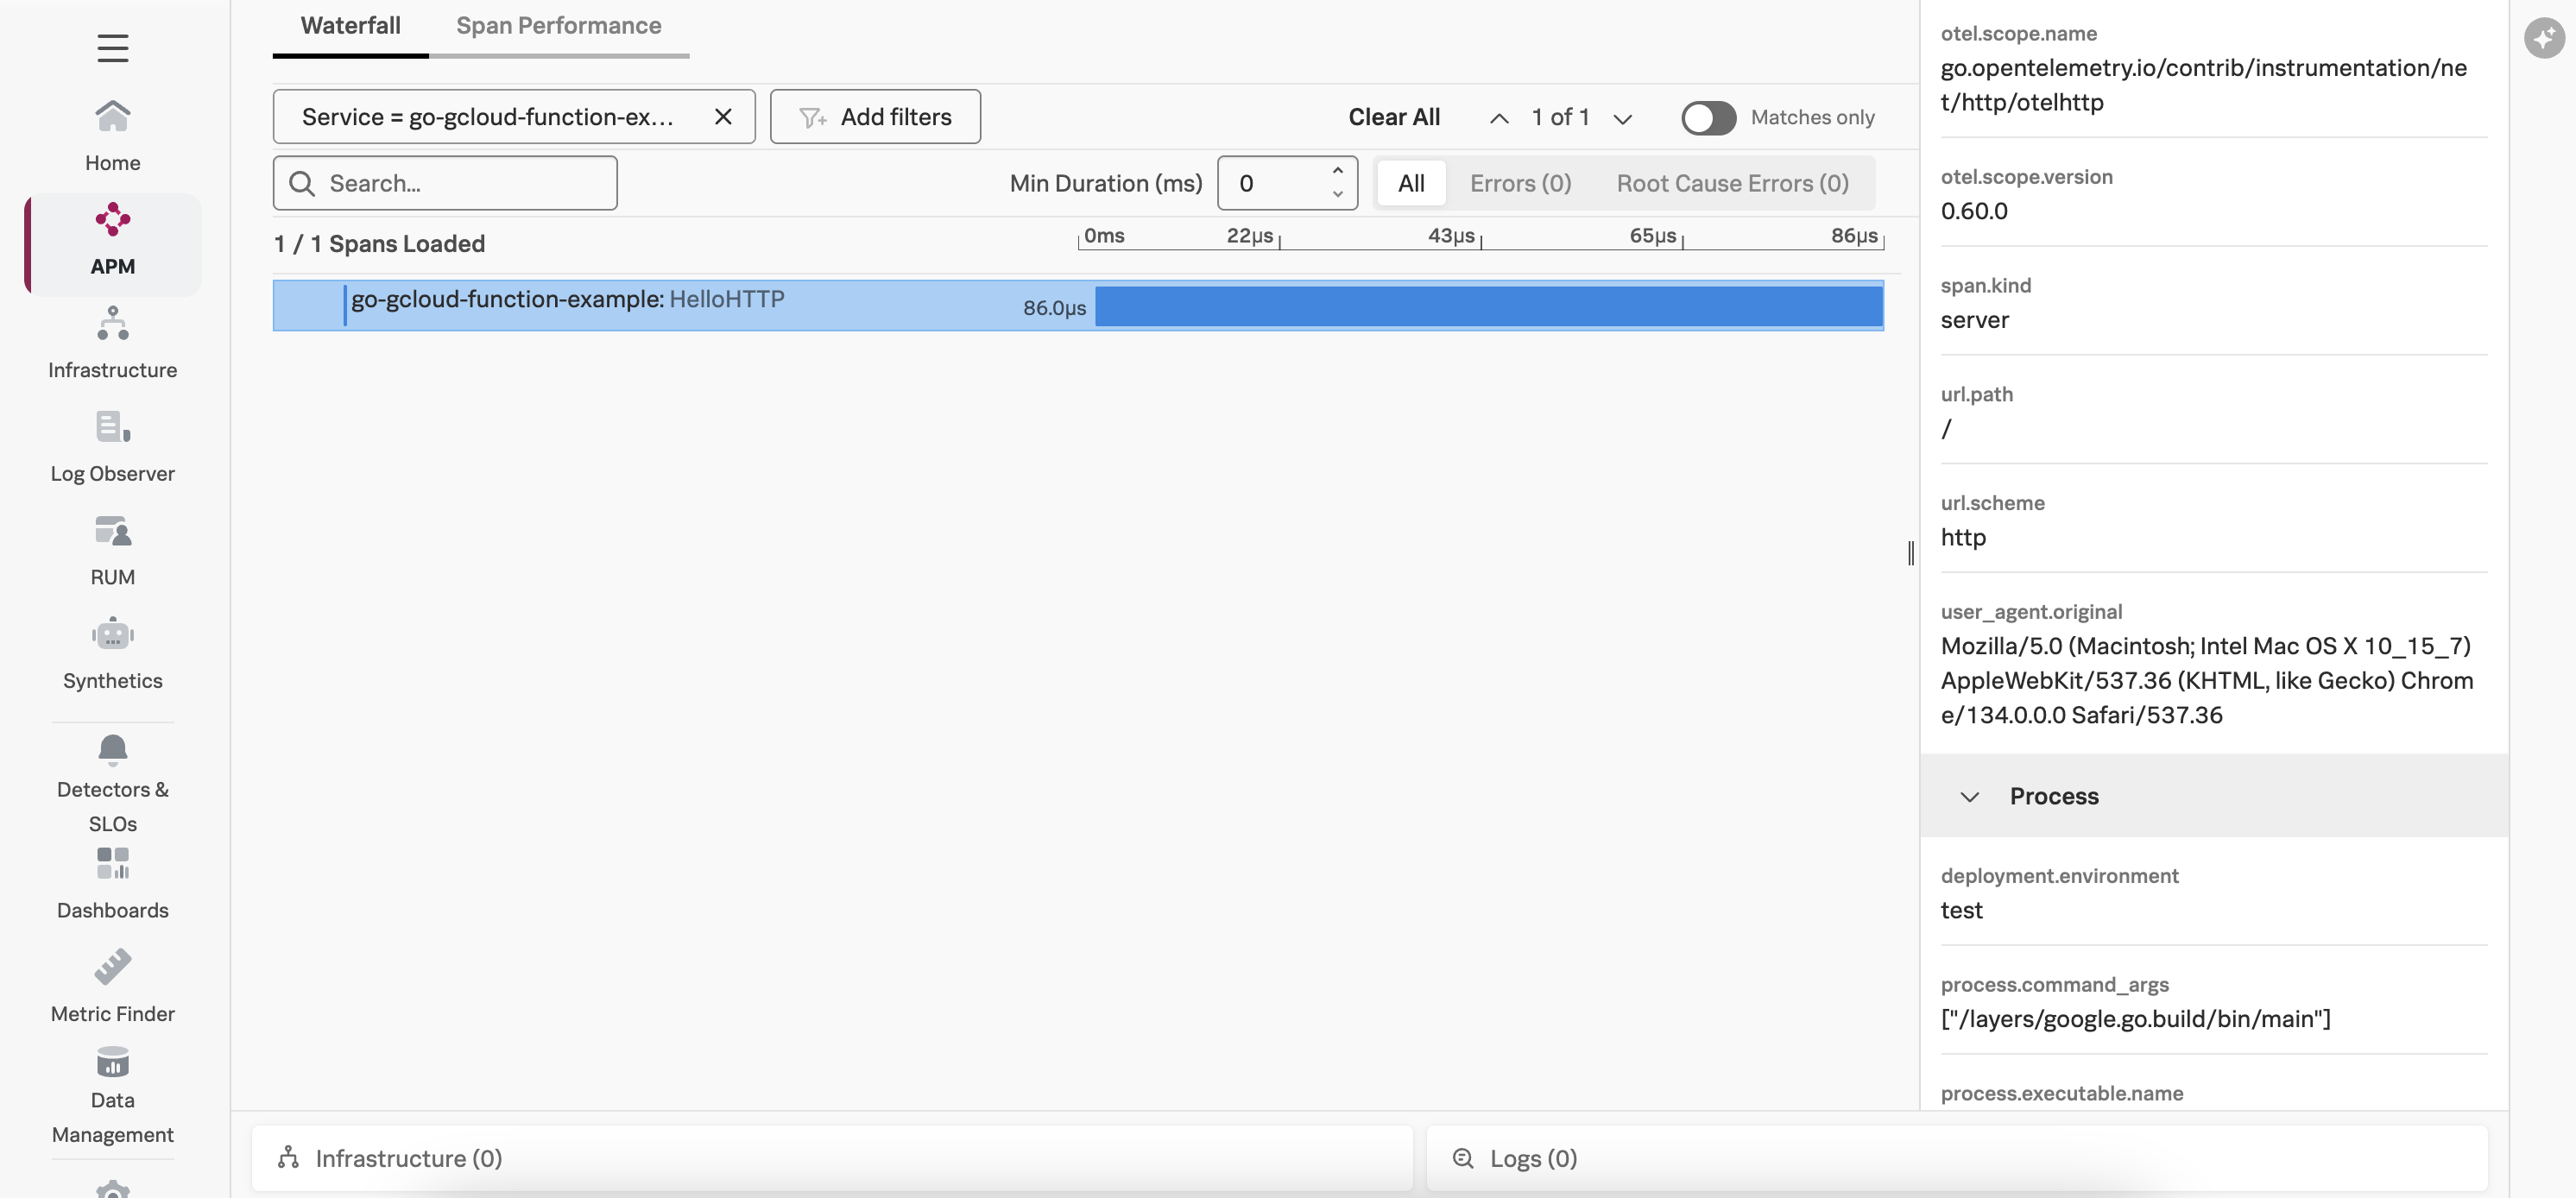 Home
APM
Infrastructure
Log Observer
RUM
Synthetics
Detectors &
SLOs
Dashboards
Metric Finder
Data
Management
Waterfall
Span Performance
Service = go-gcloud-function-ex...
Add filters
Clear All
1 of 1
Matches only
Search...
Min Duration (ms)
0
All
Errors (0)
Root Cause Errors (0)
1 / 1 Spans Loaded
0ms
22µs
43µs
65µs
86µs
go-gcloud-function-example: HelloHTTP
86.0µs
Infrastructure (0)
Logs (0)
otel.scope.name
go.opentelemetry.io/contrib/instrumentation/ne
t/http/otelhttp
otel.scope.version
0.60.0
span.kind
server
url.path
/
url.scheme
http
user_agent.original
Mozilla/5.0 (Macintosh; Intel Mac OS X 10_15_7)
AppleWebKit/537.36 (KHTML, like Gecko) Chrom
e/134.0.0.0 Safari/537.36
Process
deployment.environment
test
process.command_args
["/layers/google.go.build/bin/main"]
process.executable.name